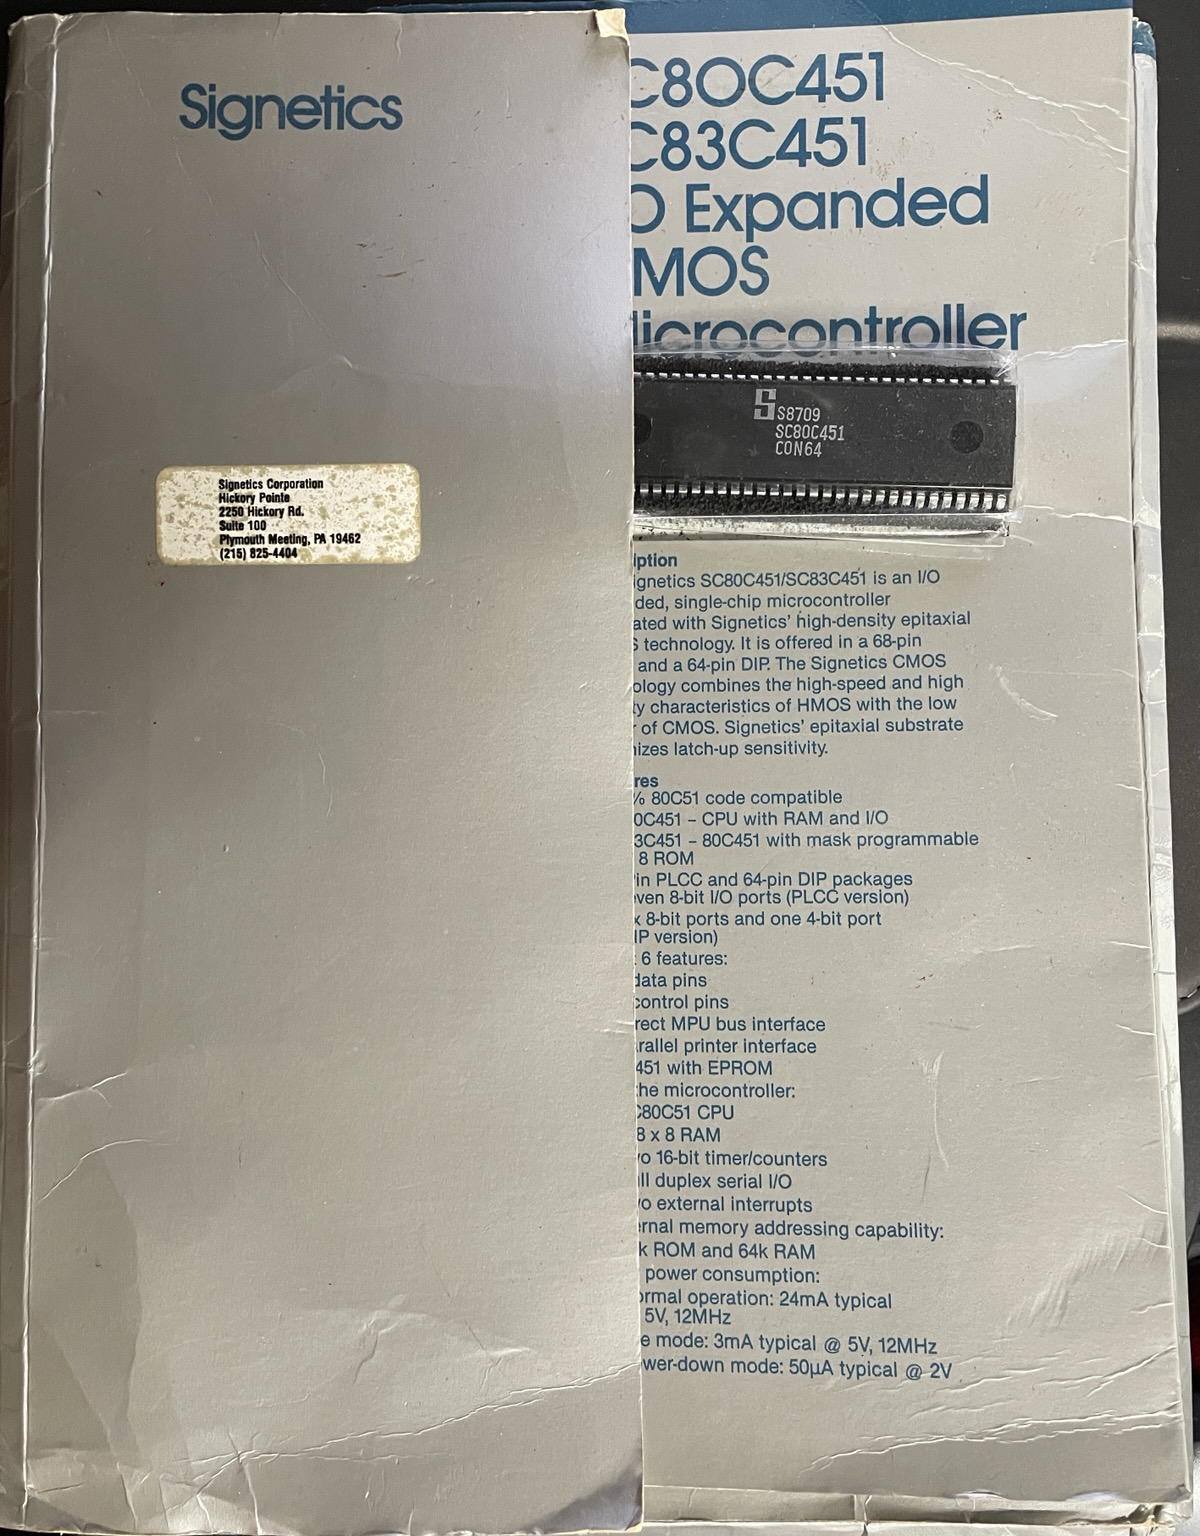 Signetics
Signetics Corporation
Hickory Pointe
2250 Hickory Rd.
Suite 100
Plymouth Meeting, PA 19462
(215) 825-4404
C80C451
C83C451
O Expanded
MOS
icrocontroller
S8709
SC80C451
CON64
iption
ignetics SC80C451/SC83C451 is an I/O
ded, single-chip microcontroller
ated with Signetics' high-density epitaxial
S technology. It is offered in a 68-pin
and a 64-pin DIP. The Signetics CMOS
ology combines the high-speed and high
ty characteristics of HMOS with the low
r of CMOS. Signetics' epitaxial substrate
nizes latch-up sensitivity.
res
% 80C51 code compatible
0C451 – CPU with RAM and I/O
3C451 – 80C451 with mask programmable
8 ROM
in PLCC and 64-pin DIP packages
ven 8-bit I/O ports (PLCC version)
x 8-bit ports and one 4-bit port
IP version)
6 features:
data pins
control pins
rect MPU bus interface
rallel printer interface
451 with EPROM
he microcontroller:
C80C51 CPU
8 x 8 RAM
o 16-bit timer/counters
ll duplex serial I/O
o external interrupts
ernal memory addressing capability:
k ROM and 64k RAM
power consumption:
ormal operation: 24mA typical
5V, 12MHz
e mode: 3mA typical @ 5V, 12MHz
wer-down mode: 50µA typical @ 2V